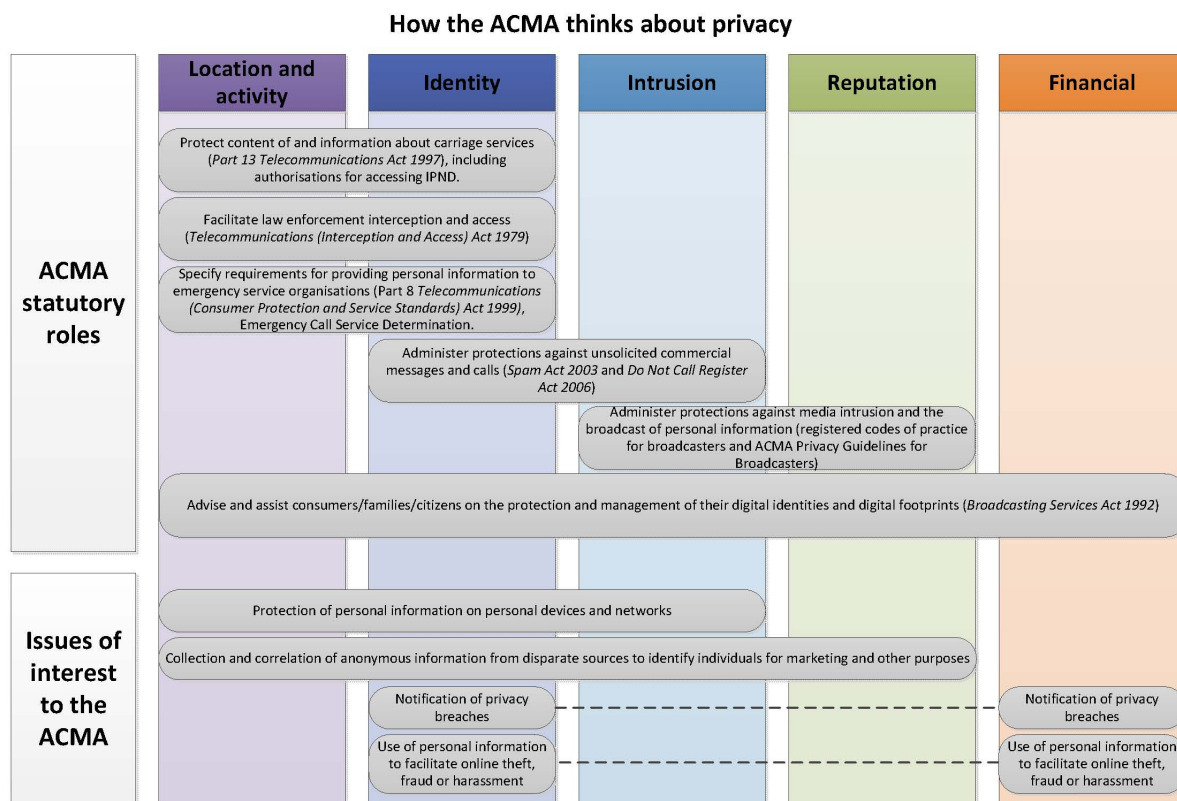 How the ACMA thinks about privacy
Location and
activity
Identity
Intrusion
Reputation
Financial
ACMA
statutory
roles
Protect content of and information about carriage services
(Part 13 Telecommunications Act 1997), including
authorisations for accessing IPND.
Facilitate law enforcement interception and access
(Telecommunications (Interception and Access) Act 1979)
Specify requirements for providing personal information to
emergency service organisations (Part 8 Telecommunications
(Consumer Protection and Service Standards) Act 1999),
Emergency Call Service Determination.
Administer protections against unsolicited commercial
messages and calls (Spam Act 2003 and Do Not Call Register
Act 2006)
Administer protections against media intrusion and the
broadcast of personal information (registered codes of practice
for broadcasters and ACMA Privacy Guidelines for
Broadcasters)
Advise and assist consumers/families/citizens on the protection and management of their digital identities and digital footprints (Broadcasting Services Act 1992)
Issues of
interest
to the
ACMA
Protection of personal information on personal devices and networks
Collection and correlation of anonymous information from disparate sources to identify individuals for marketing and other purposes
Notification of privacy
breaches
Notification of privacy
breaches
Use of personal information
to facilitate online theft,
fraud or harassment
Use of personal information
to facilitate online theft,
fraud or harassment